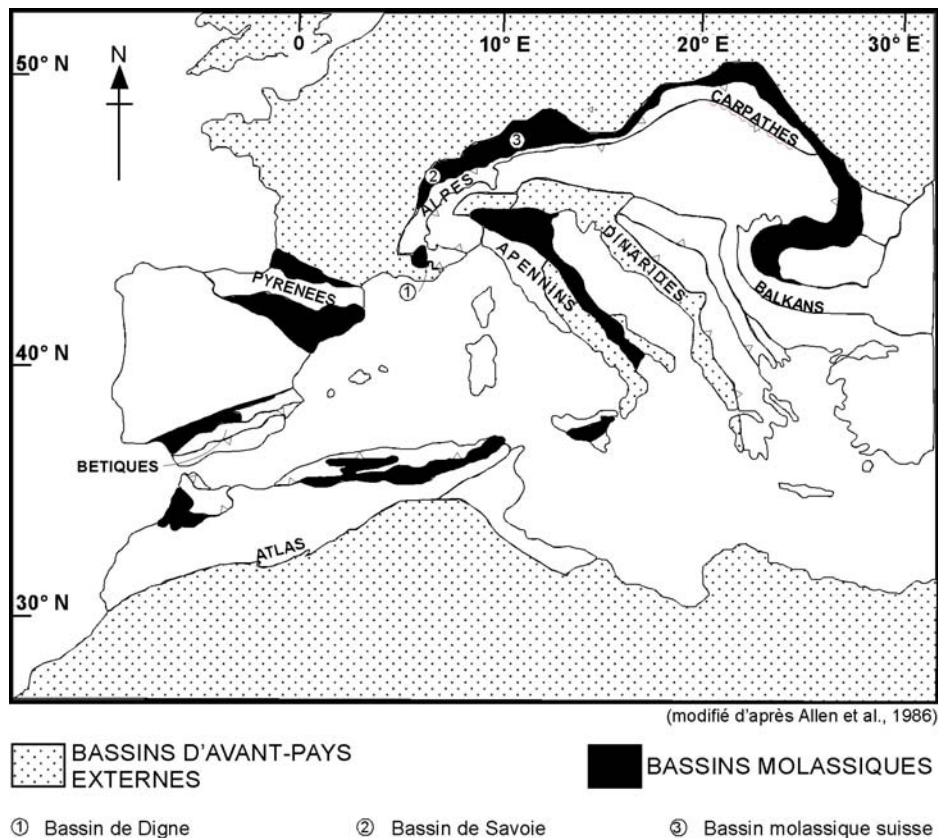 0
10° E
20° E
30° E
50° N
N
CARPATHES
3
2
ALPES
PYRENEES
APENNINS
DINARIDES
BALKANS
1
40° N
BETIQUES
ATLAS
30° N
(modifié d'après Allen et al., 1986)
BASSINS D'AVANT-PAYS
EXTERNES
BASSINS MOLASSIQUES
① Bassin de Digne
② Bassin de Savoie
③ Bassin molassique suisse